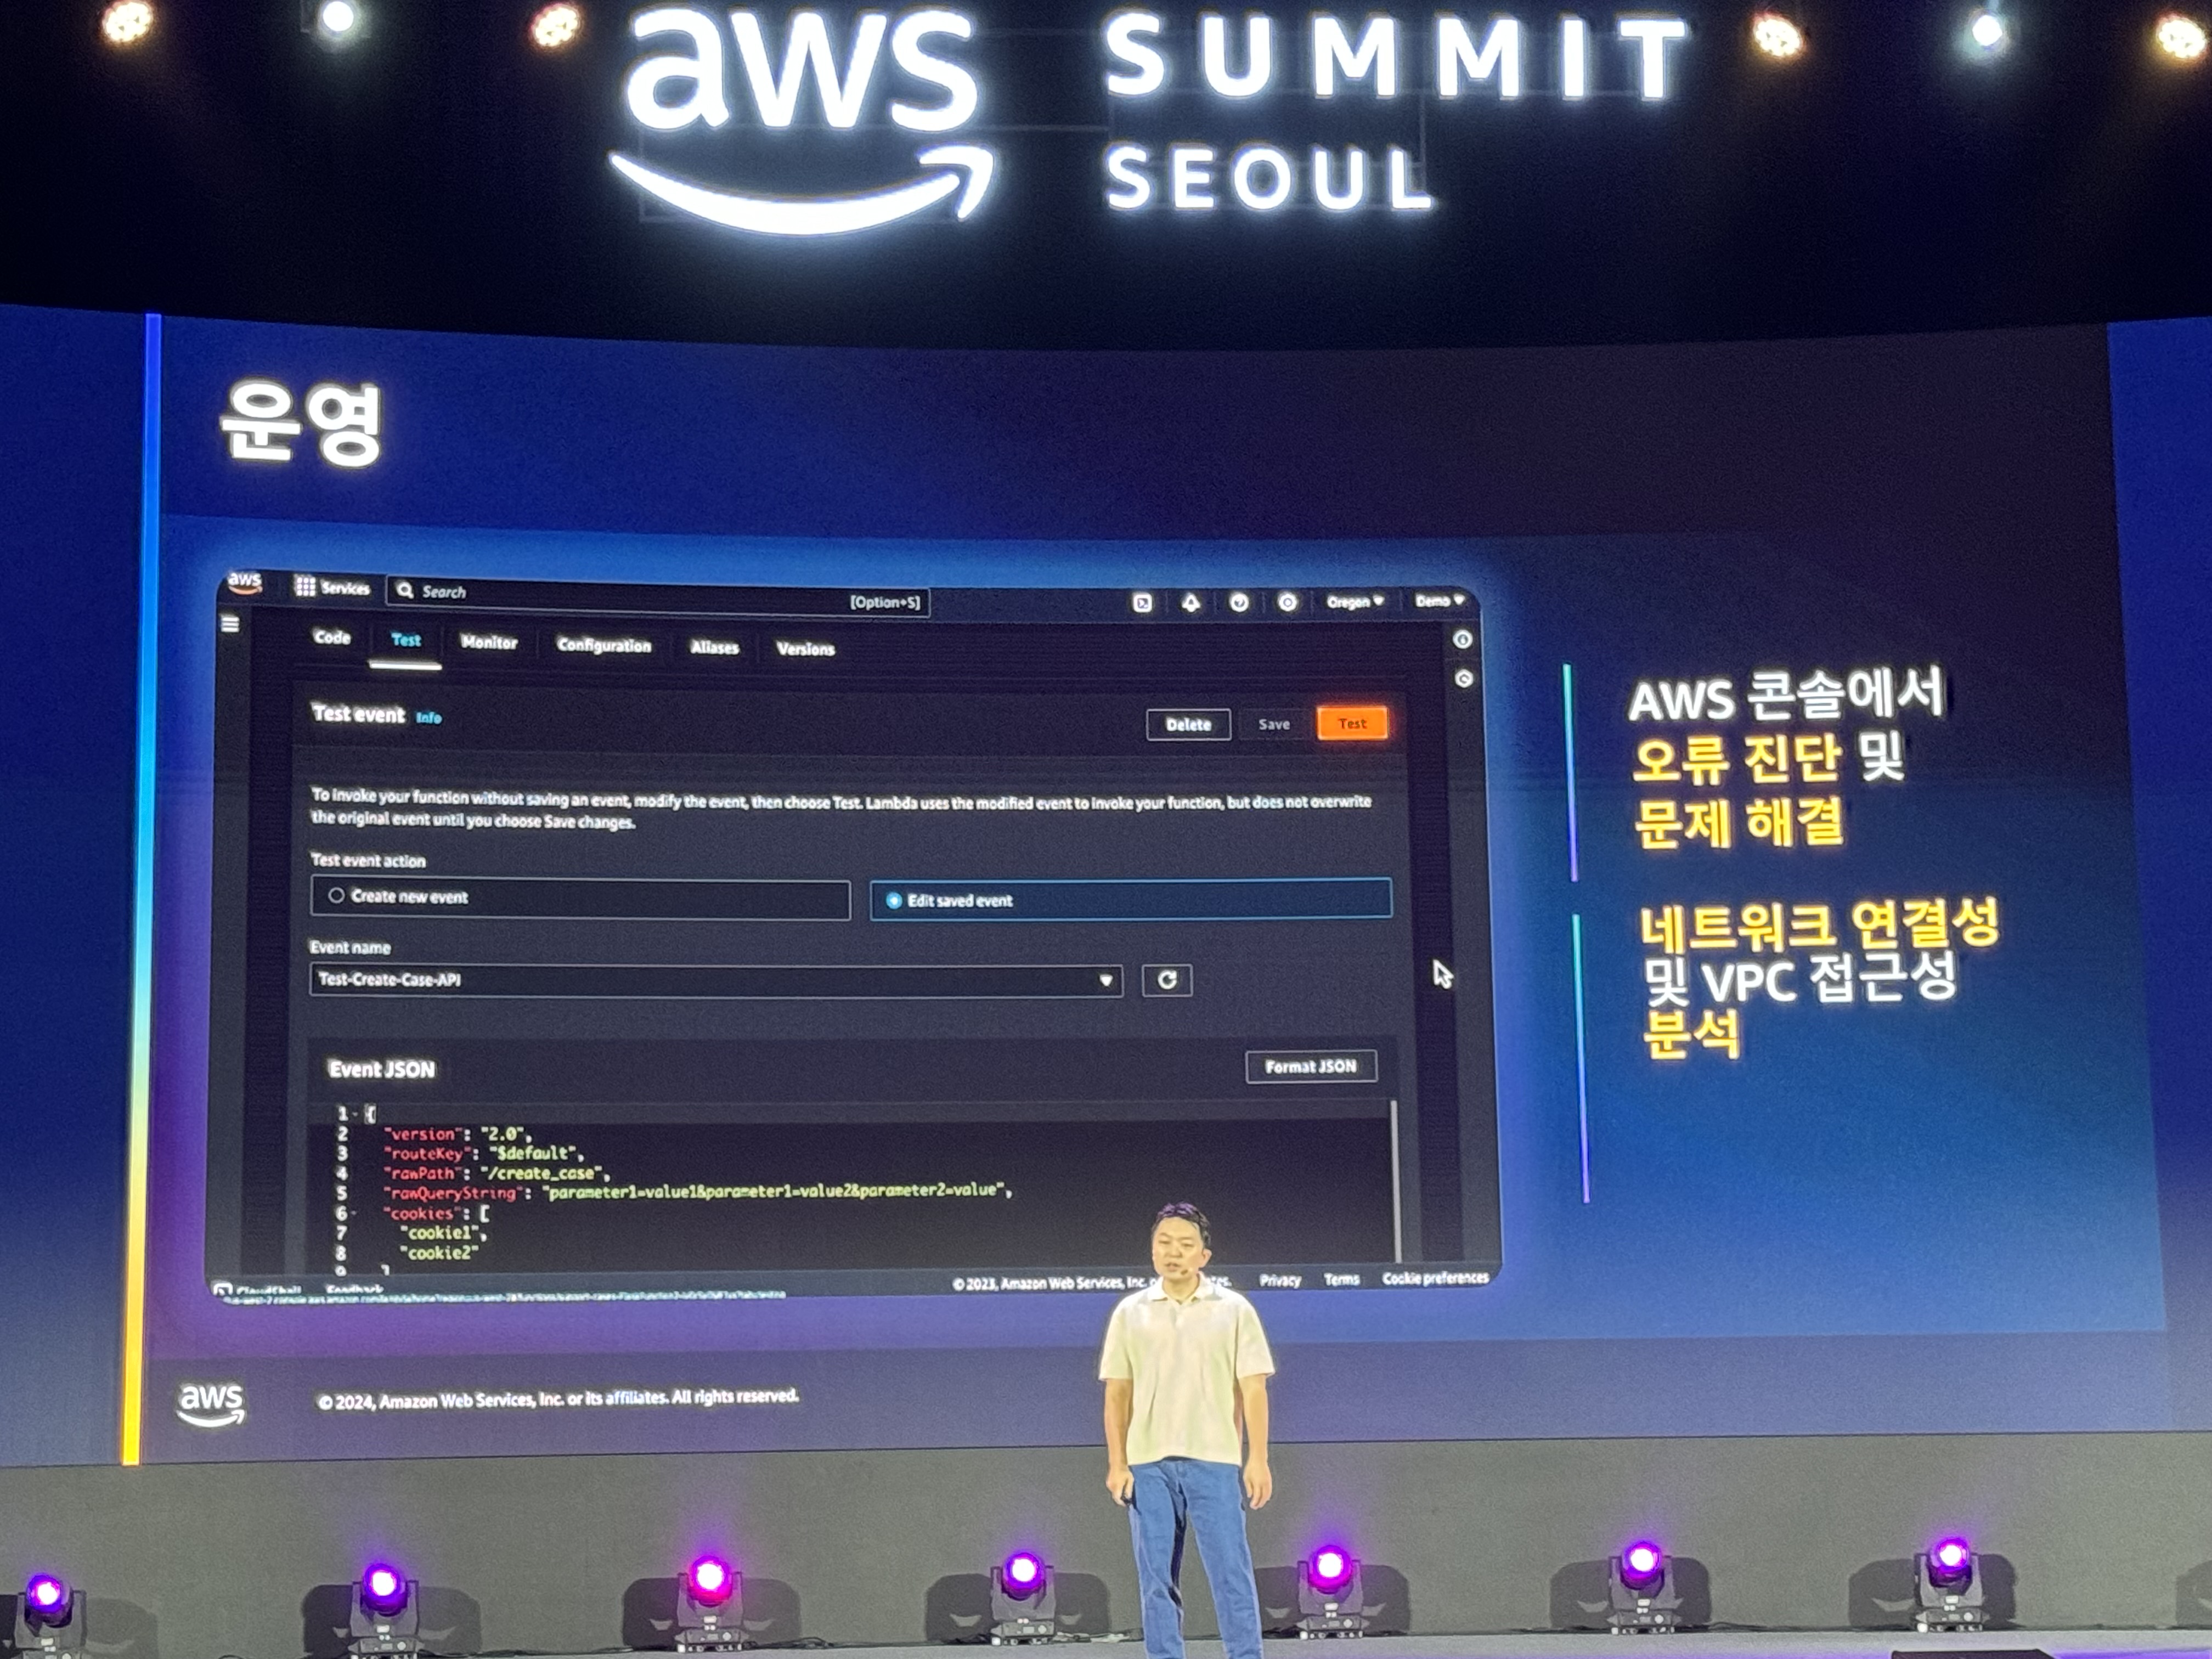 aws SUMMIT
SEOUL
운영
aws Services Search [Option+S] Oregon Demo
Code Test Monitor Configuration Aliases Versions
Test event Info Delete Save Test
To invoke your function without saving an event, modify the event, then choose Test. Lambda uses the modified event to invoke your function, but does not overwrite
the original event until you choose Save changes.
Test event action
Create new event Edit saved event
Event name
Test-Create-Case-API
Event JSON Format JSON
1 {
2 "version": "2.0",
3 "routeKey": "$default",
4 "rawPath": "/create_case",
5 "rawQueryString": "parameter1=value1&parameter1=value2&parameter2=value",
6 "cookies": [
7 "cookie1",
8 "cookie2"
9 ]
CloudShell Feedback © 2023, Amazon Web Services, Inc. Privacy Terms Cookie preferences
AWS 콘솔에서
오류 진단 및
문제 해결
네트워크 연결성
및 VPC 접근성
분석
aws © 2024, Amazon Web Services, Inc. or its affiliates. All rights reserved.